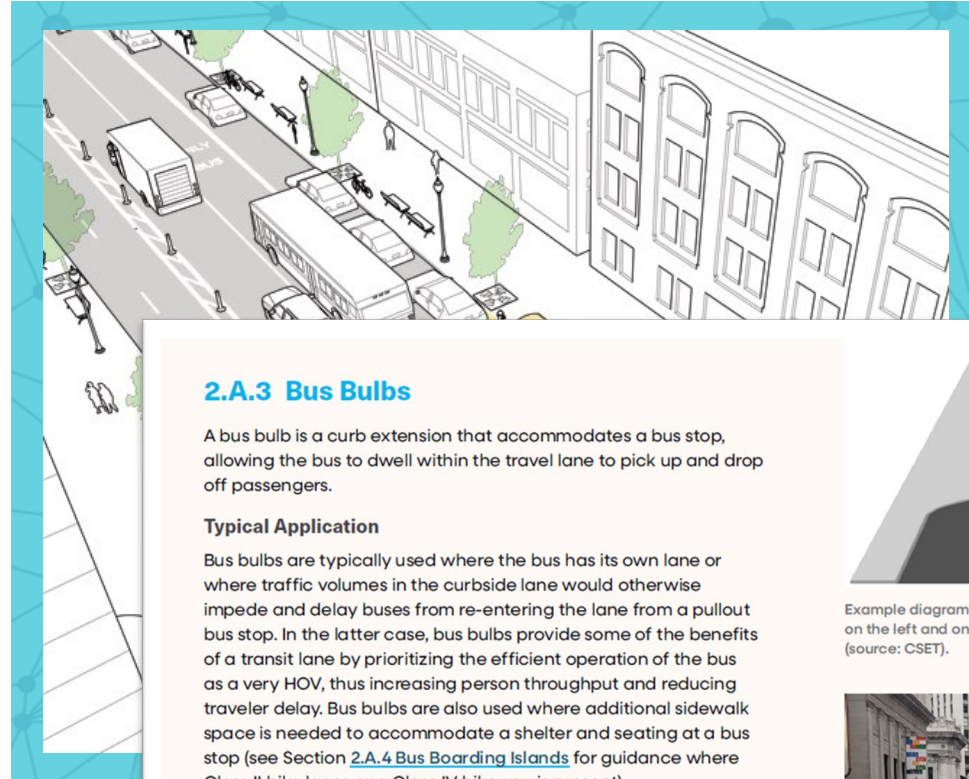 ONLY
BUS
2.A.3 Bus Bulbs
A bus bulb is a curb extension that accommodates a bus stop,
allowing the bus to dwell within the travel lane to pick up and drop
off passengers.
Typical Application
Bus bulbs are typically used where the bus has its own lane or
where traffic volumes in the curbside lane would otherwise
impede and delay buses from re-entering the lane from a pullout
bus stop. In the latter case, bus bulbs provide some of the benefits
of a transit lane by prioritizing the efficient operation of the bus
as a very HOV, thus increasing person throughput and reducing
traveler delay. Bus bulbs are also used where additional sidewalk
space is needed to accommodate a shelter and seating at a bus
stop (see Section 2.A.4 Bus Boarding Islands for guidance where
Example diagram
on the left and on
(source: CSET).